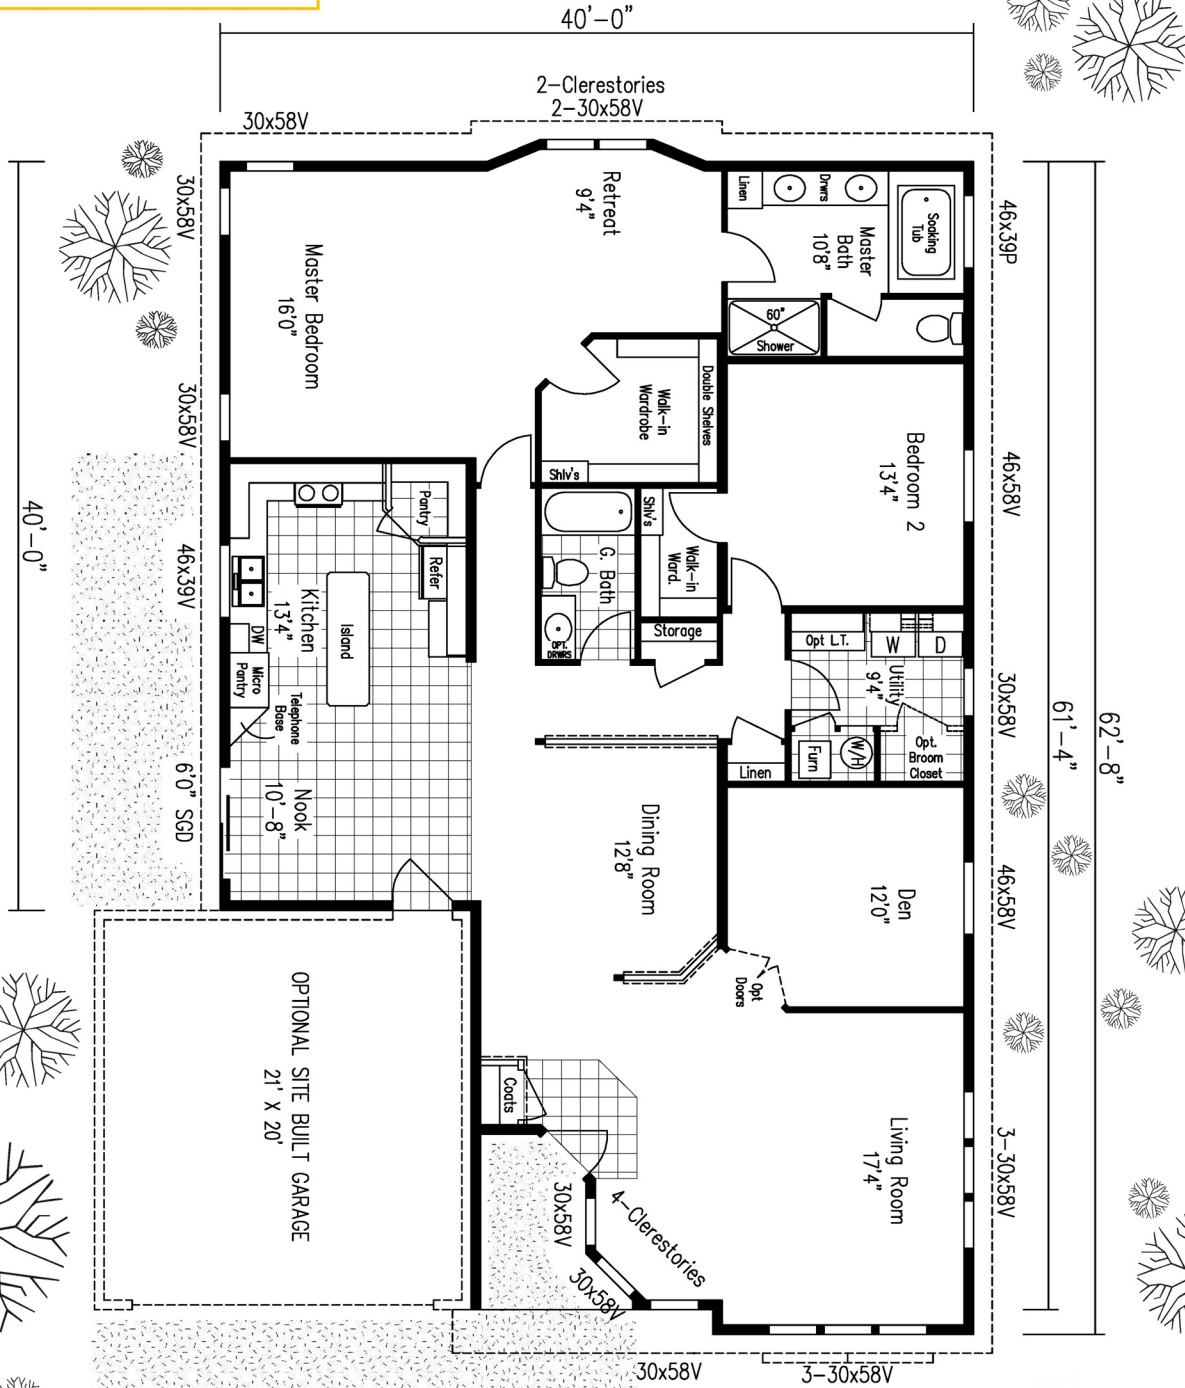 40'-0"
2-Clerestories
2-30x58V
30x58V
30x58V
30x58V
46x39V
6'0" SGD
40'-0"
Retreat
9'4"
Master Bedroom
16'0"
Linen
Drwrs
Soaking
Tub
Master
Bath
10'8"
60"
Shower
46x39P
Walk-in
Wardrobe
Double Shelves
Shlv's
Bedroom 2
13'4"
46x58V
Pantry
Refer
Kitchen
13'4"
Island
DW
Micro
Pantry
Telephone
Base
Nook
10'-8"
G. Bath
OPT.
DRWRS
Shlv's
Walk-in
Ward.
Storage
Opt L.T.
W
D
Utility
9'4"
Furn
W/H
Opt.
Broom
Closet
Linen
30x58V
61'-4"
62'-8"
Dining Room
12'8"
Den
12'0"
46x58V
Opt
Doors
OPTIONAL SITE BUILT GARAGE
21' X 20'
Coats
Living Room
17'4"
3-30x58V
4-Clerestories
30x58V
30x58V
30x58V
3-30x58V